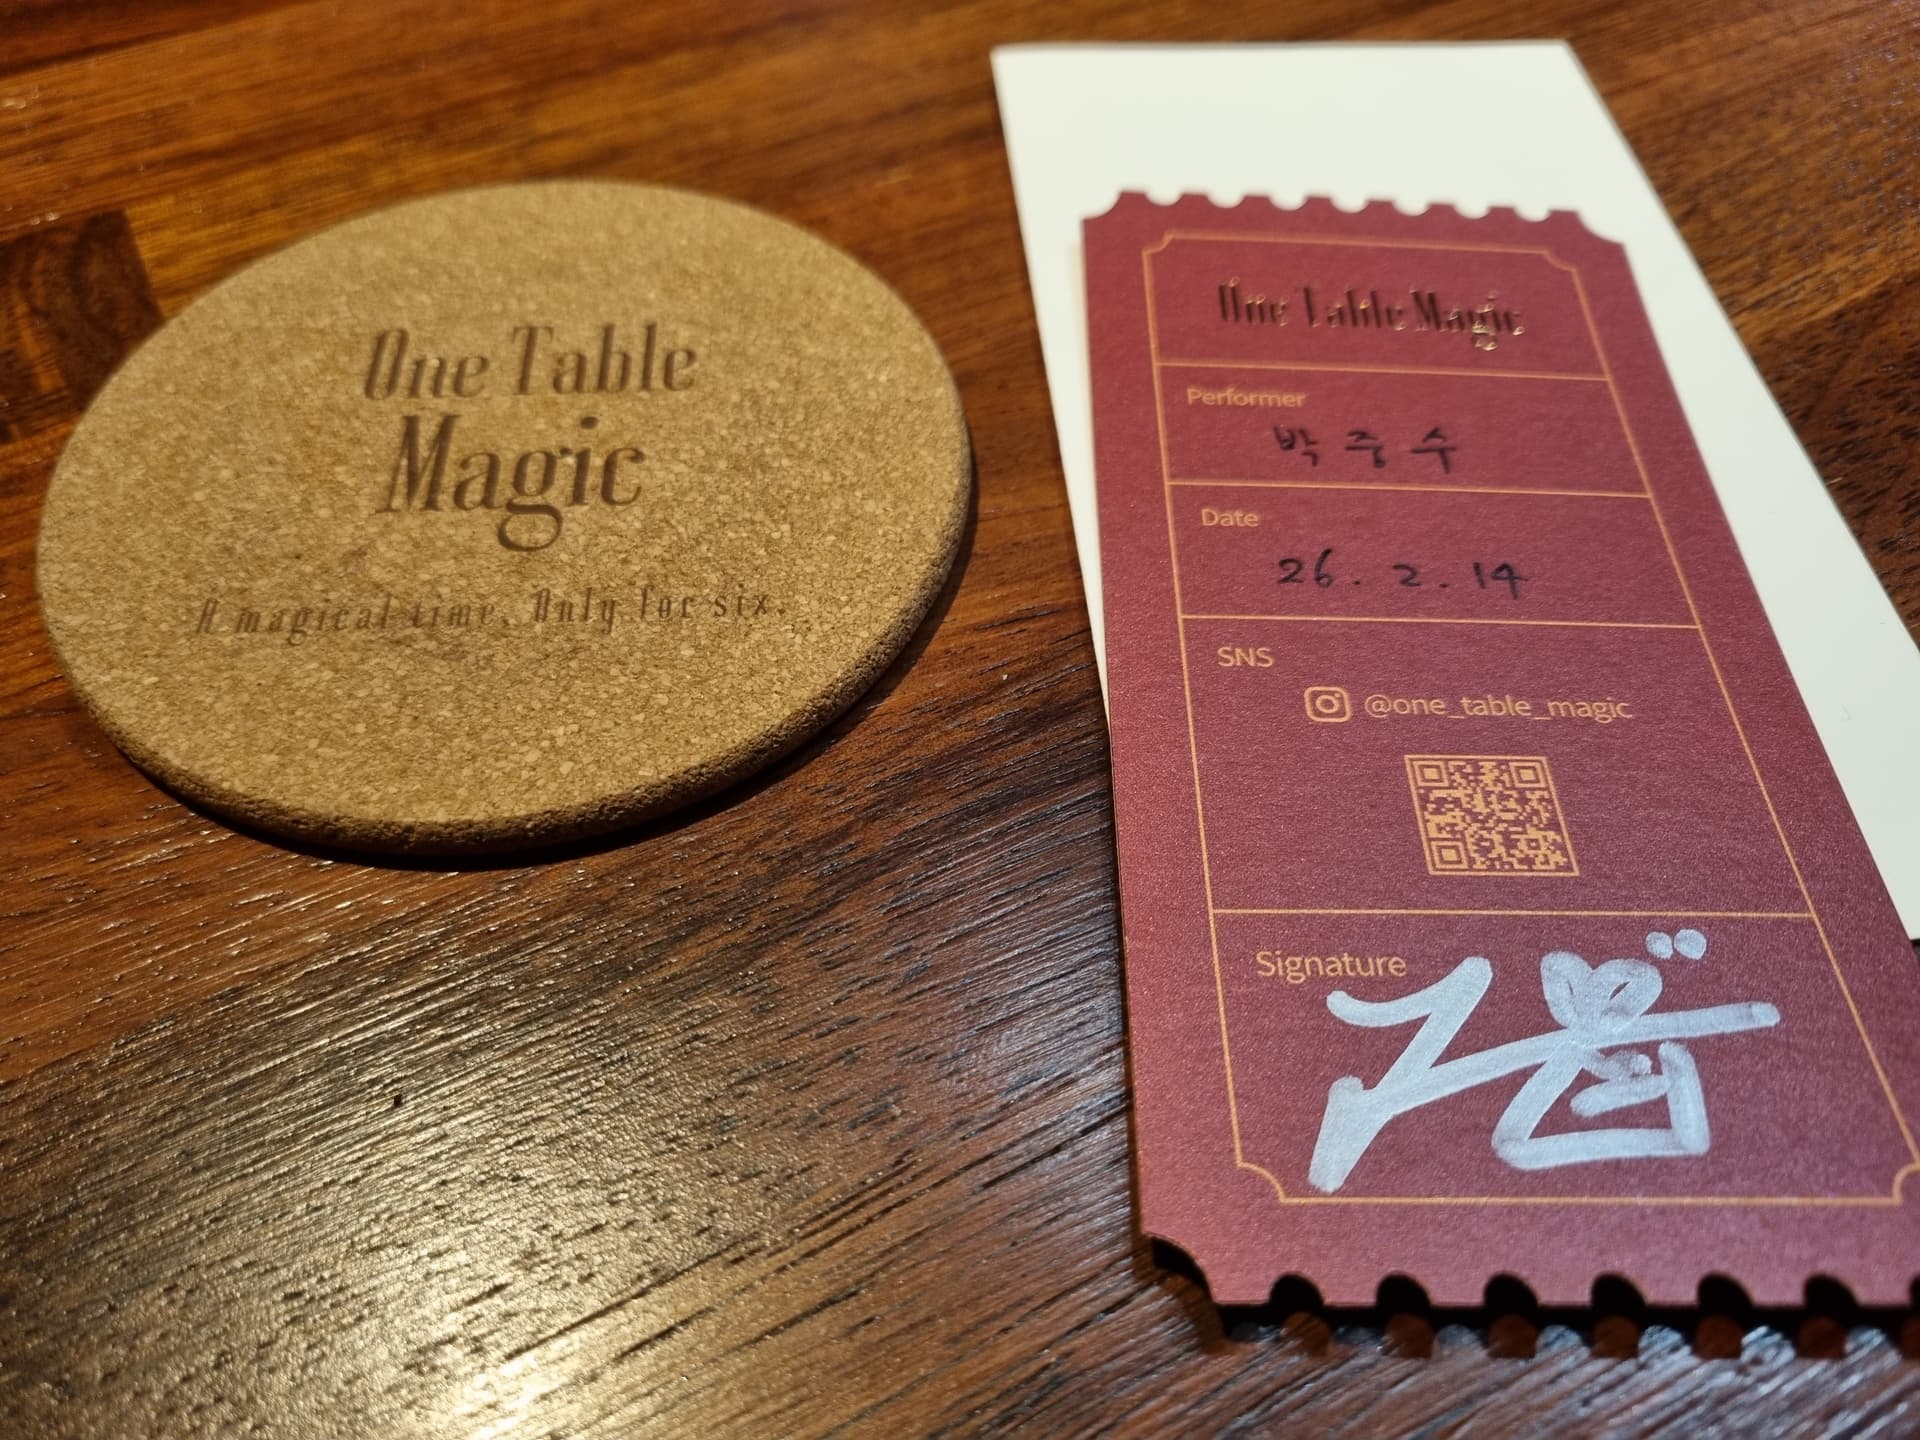 One Table
Magic
A magical time. Only for six.
One Table Magic
Performer
박중수
Date
26. 2. 14
SNS
@one_table_magic
Signature